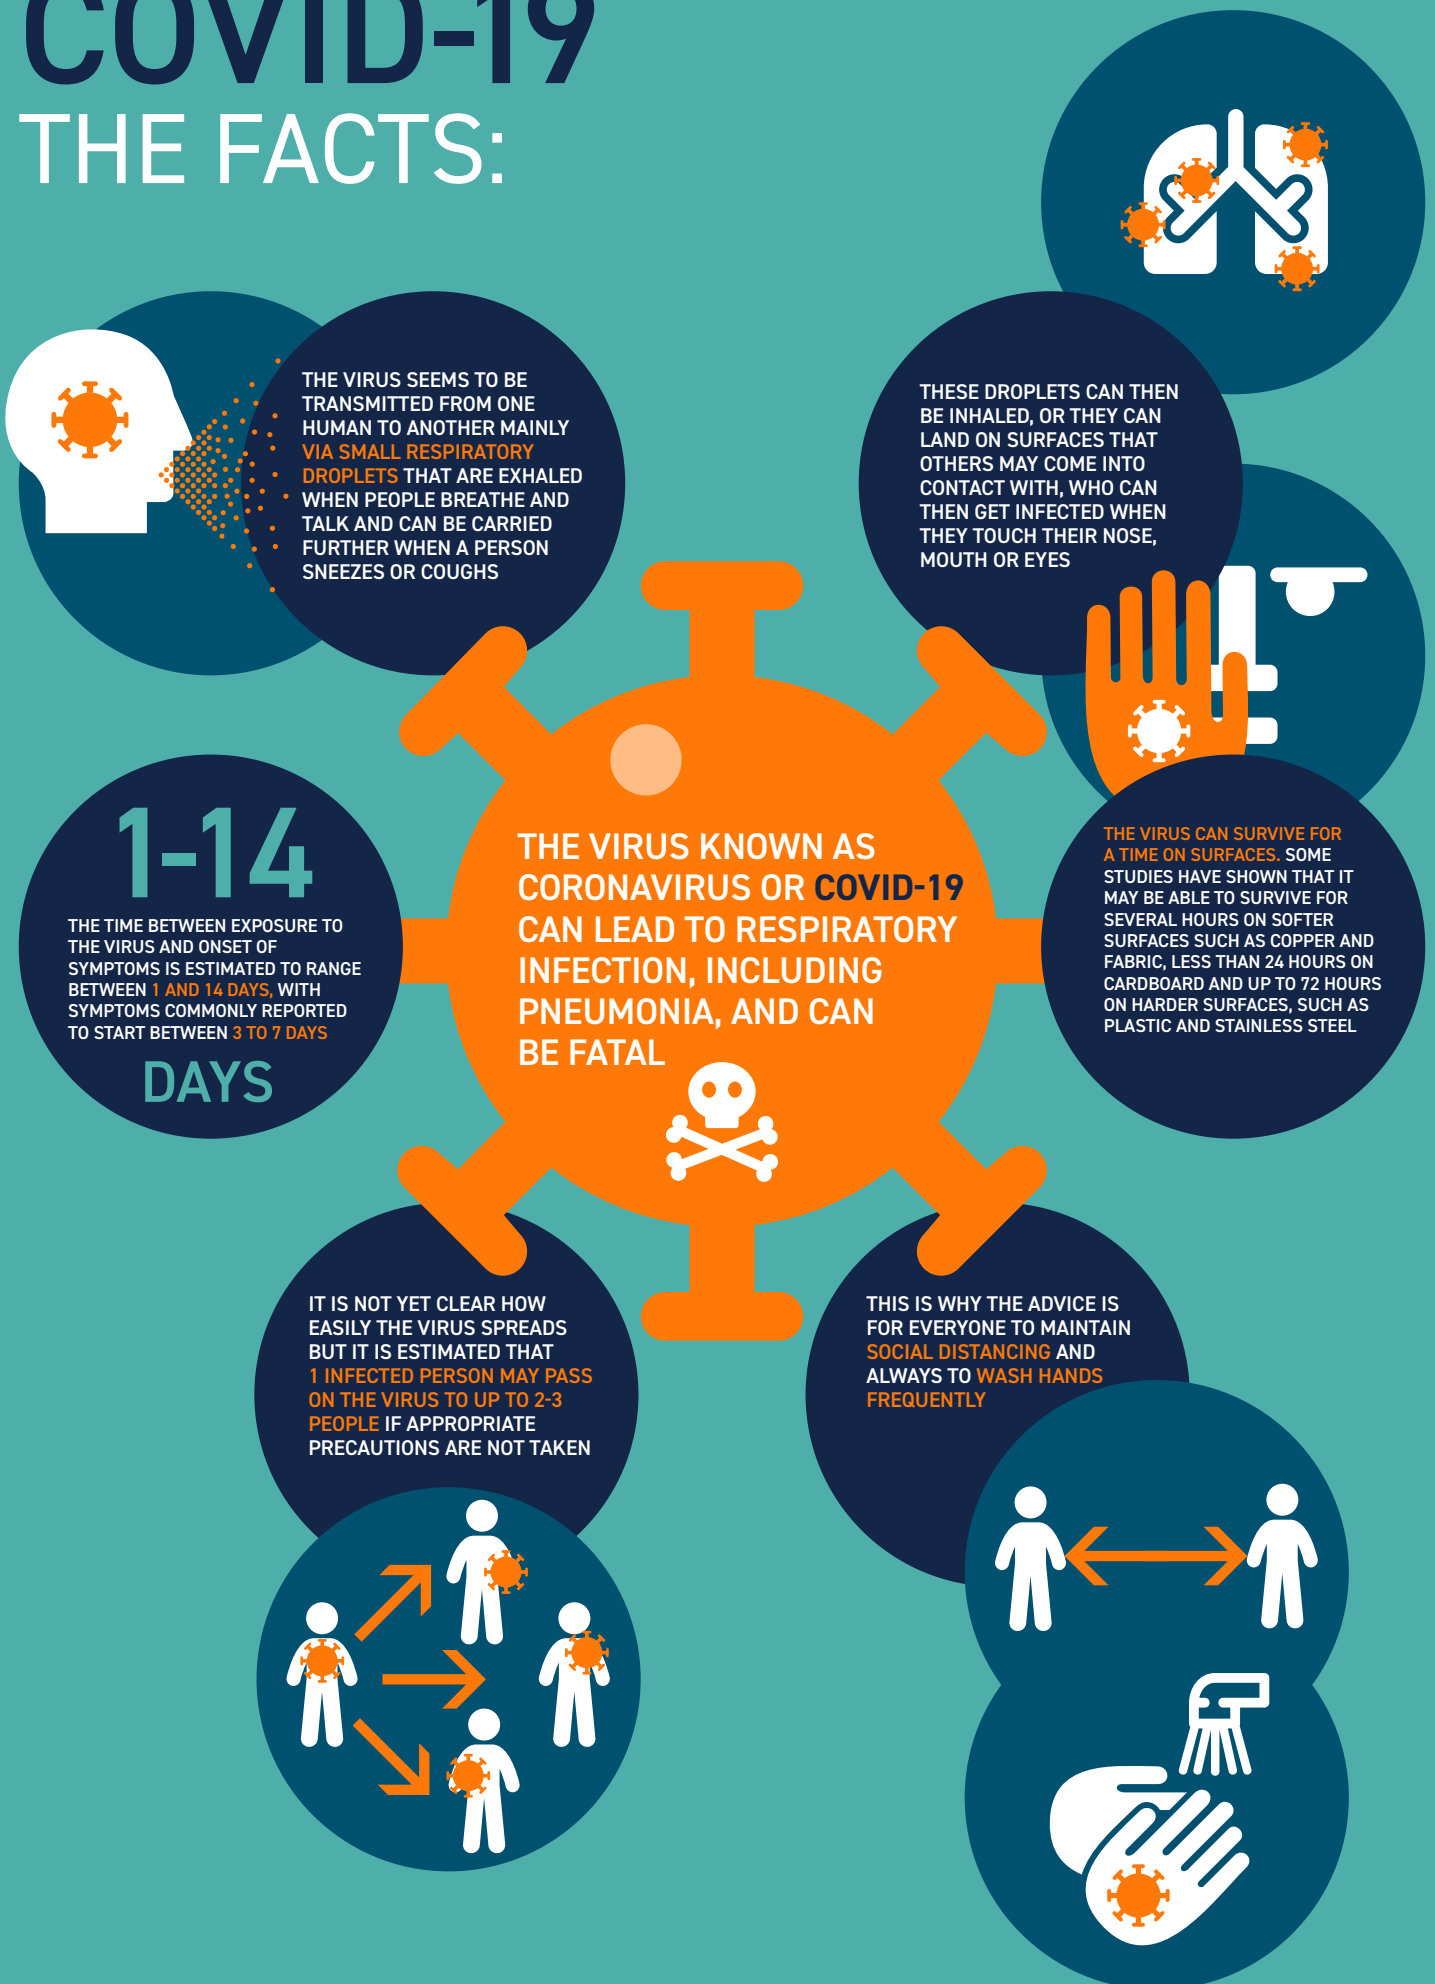 COVID-19
THE FACTS:
THE VIRUS SEEMS TO BE
TRANSMITTED FROM ONE
HUMAN TO ANOTHER MAINLY
VIA SMALL RESPIRATORY
DROPLETS THAT ARE EXHALED
WHEN PEOPLE BREATHE AND
TALK AND CAN BE CARRIED
FURTHER WHEN A PERSON
SNEEZES OR COUGHS
THESE DROPLETS CAN THEN
BE INHALED, OR THEY CAN
LAND ON SURFACES THAT
OTHERS MAY COME INTO
CONTACT WITH, WHO CAN
THEN GET INFECTED WHEN
THEY TOUCH THEIR NOSE,
MOUTH OR EYES
1-14
THE TIME BETWEEN EXPOSURE TO
THE VIRUS AND ONSET OF
SYMPTOMS IS ESTIMATED TO RANGE
BETWEEN 1 AND 14 DAYS, WITH
SYMPTOMS COMMONLY REPORTED
TO START BETWEEN 3 TO 7 DAYS
DAYS
THE VIRUS KNOWN AS
CORONAVIRUS OR COVID-19
CAN LEAD TO RESPIRATORY
INFECTION, INCLUDING
PNEUMONIA, AND CAN
BE FATAL
THE VIRUS CAN SURVIVE FOR
A TIME ON SURFACES. SOME
STUDIES HAVE SHOWN THAT IT
MAY BE ABLE TO SURVIVE FOR
SEVERAL HOURS ON SOFTER
SURFACES SUCH AS COPPER AND
FABRIC, LESS THAN 24 HOURS ON
CARDBOARD AND UP TO 72 HOURS
ON HARDER SURFACES, SUCH AS
PLASTIC AND STAINLESS STEEL
IT IS NOT YET CLEAR HOW
EASILY THE VIRUS SPREADS
BUT IT IS ESTIMATED THAT
1 INFECTED PERSON MAY PASS
ON THE VIRUS TO UP TO 2-3
PEOPLE IF APPROPRIATE
PRECAUTIONS ARE NOT TAKEN
THIS IS WHY THE ADVICE IS
FOR EVERYONE TO MAINTAIN
SOCIAL DISTANCING AND
ALWAYS TO WASH HANDS
FREQUENTLY